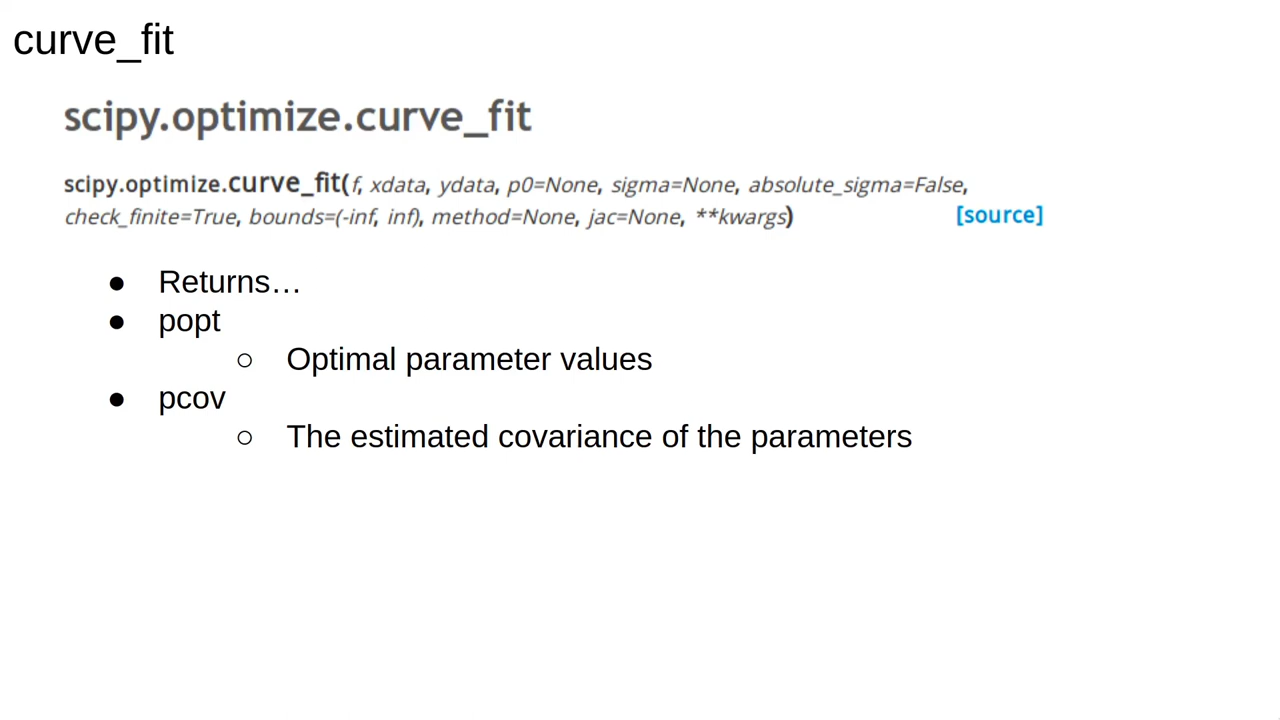 curve_fit
scipy.optimize.curve_fit
scipy.optimize.curve_fit(f, xdata, ydata, p0=None, sigma=None, absolute_sigma=False,
check_finite=True, bounds=(-inf, inf), method=None, jac=None, **kwargs) [source]
● Returns…
● popt
○ Optimal parameter values
● pcov
○ The estimated covariance of the parameters